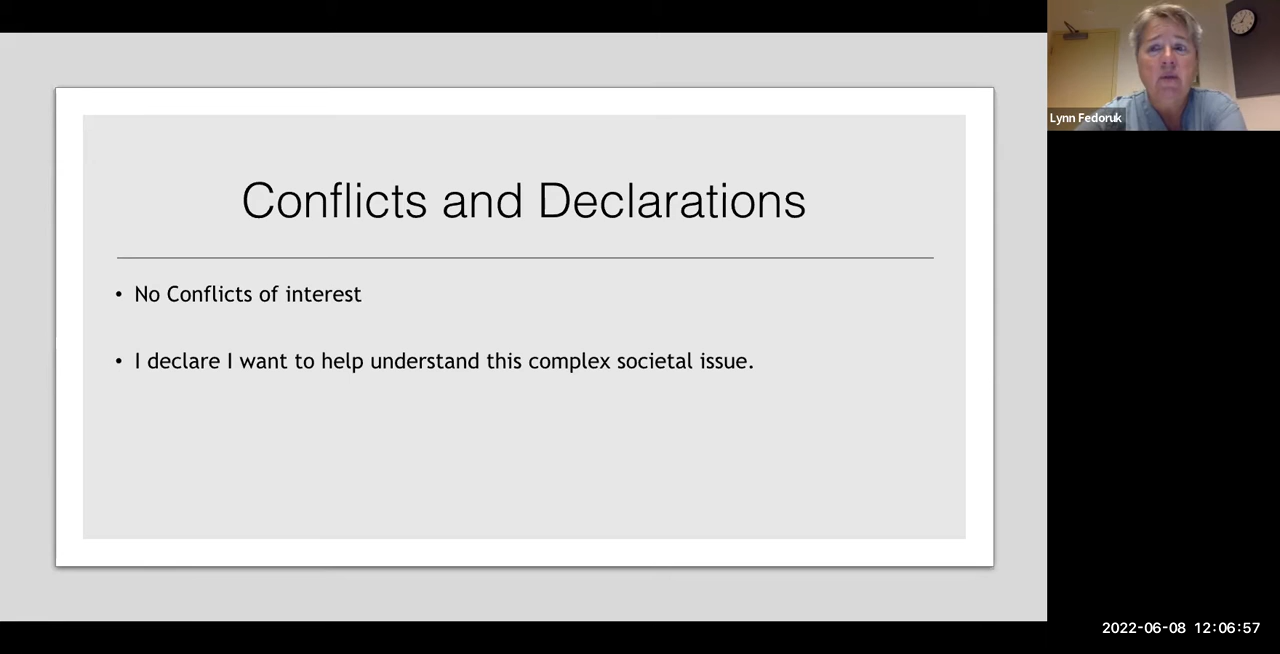 Conflicts and Declarations
• No Conflicts of interest
• I declare I want to help understand this complex societal issue.
Lynn Fedoruk
2022-06-08 12:06:57